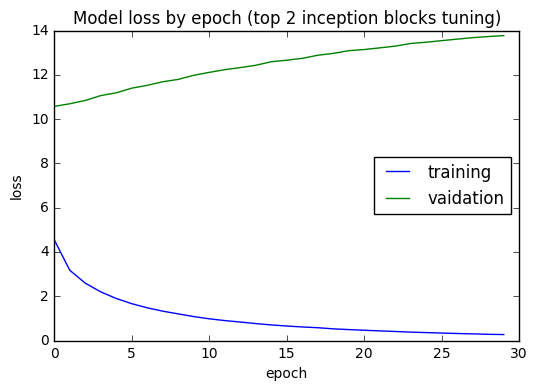 Model loss by epoch (top 2 inception blocks tuning)
14
12
10
8
6
4
2
0
loss
training
vaidation
0 5 10 15 20 25 30
epoch